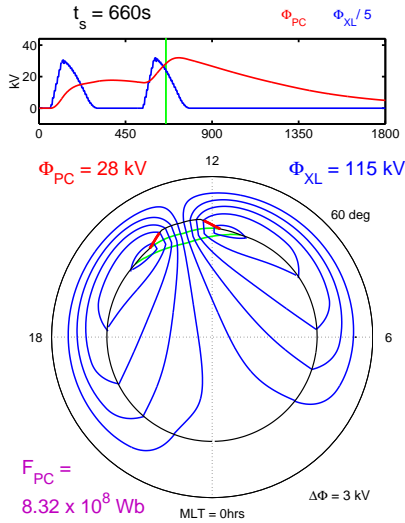 t_s = 660s
Φ_PC Φ_XL/ 5
40
20
0
kV
0 450 900 1350 1800
Φ_PC = 28 kV
12
Φ_XL = 115 kV
60 deg
18
6
F_PC =
8.32 x 10^8 Wb
MLT = 0hrs
ΔΦ = 3 kV